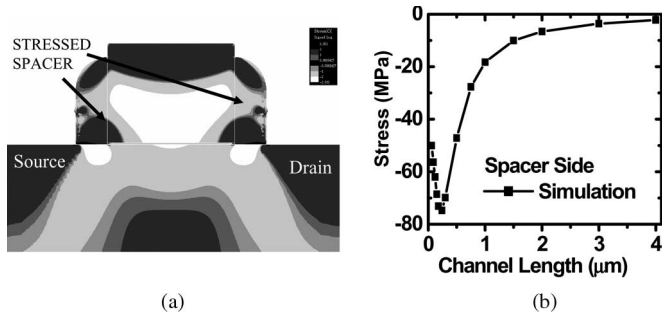 STRESSED
SPACER
Source
Drain
(a)
Stress (MPa)
0
-20
-40
-60
-80
Spacer Side
Simulation
0 1 2 3 4
Channel Length (μm)
(b)